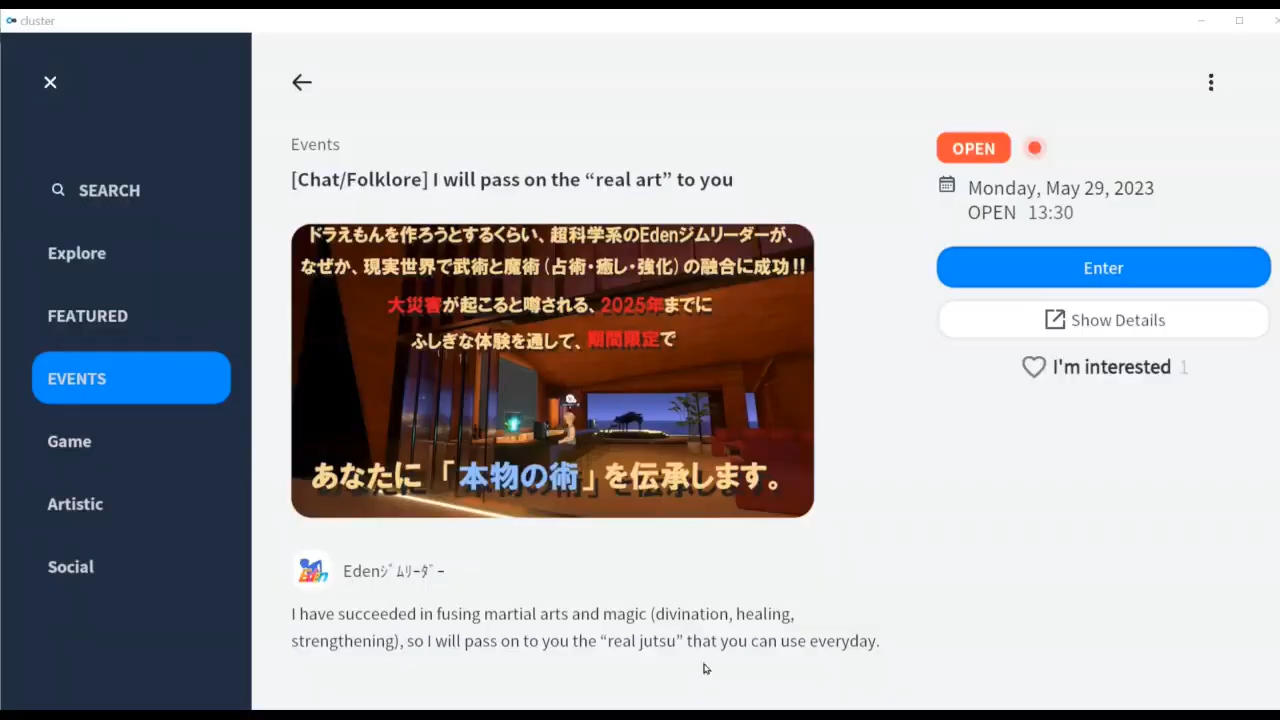 cluster
SEARCH
Explore
FEATURED
EVENTS
Game
Artistic
Social
Events
[Chat/Folklore] I will pass on the “real art” to you
ドラえもんを作ろうとするくらい、超科学系のEdenジムリーダーが、
なぜか、現実世界で武術と魔術（占術・癒し・強化）の融合に成功!!
大災害が起こると噂される、2025年までに
ふしぎな体験を通して、期間限定で
あなたに「本物の術」を伝承します。
Eden
Edenｼﾞﾑﾘｰﾀﾞｰ
I have succeeded in fusing martial arts and magic (divination, healing,
strengthening), so I will pass on to you the “real jutsu” that you can use everyday.
OPEN
Monday, May 29, 2023
OPEN 13:30
Enter
Show Details
I'm interested 1